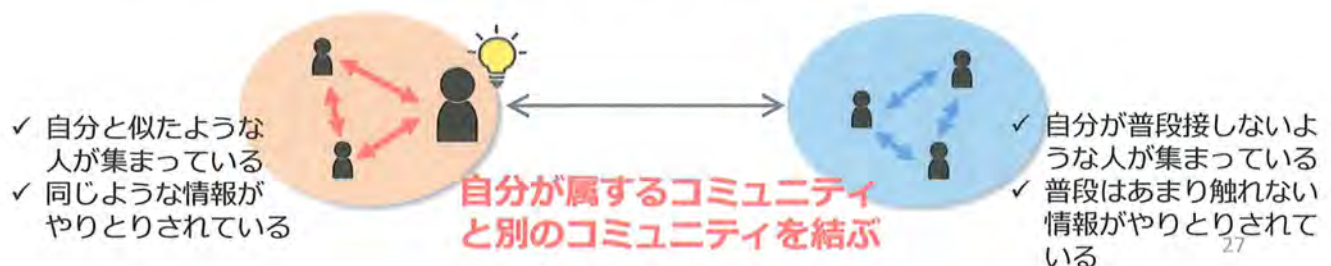 ✓ 自分と似たような
人が集まっている
✓ 同じような情報が
やりとりされている
自分が属するコミュニティ
と別のコミュニティを結ぶ
✓ 自分が普段接しないよ
うな人が集まっている
✓ 普段はあまり触れない
情報がやりとりされて
いる
27